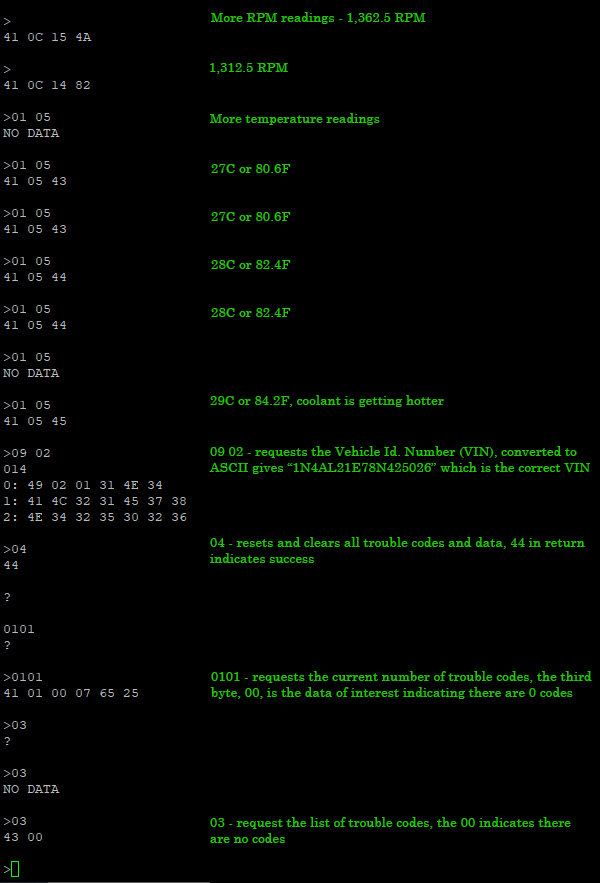 >
More RPM readings - 1,362.5 RPM
41 0C 15 4A
>
1,312.5 RPM
41 0C 14 82
>01 05
More temperature readings
NO DATA
>01 05
27C or 80.6F
41 05 43
>01 05
27C or 80.6F
41 05 43
>01 05
28C or 82.4F
41 05 44
>01 05
28C or 82.4F
41 05 44
>01 05
NO DATA
>01 05
29C or 84.2F, coolant is getting hotter
41 05 45
>09 02
09 02 - requests the Vehicle Id. Number (VIN), converted to
014
ASCII gives “1N4AL21E78N425026” which is the correct VIN
0: 49 02 01 31 4E 34
1: 41 4C 32 31 45 37 38
2: 4E 34 32 35 30 32 36
>04
04 - resets and clears all trouble codes and data, 44 in return
44
indicates success
?
0101
?
>0101
0101 - requests the current number of trouble codes, the third
41 01 00 07 65 25
byte, 00, is the data of interest indicating there are 0 codes
>03
?
>03
NO DATA
>03
03 - request the list of trouble codes, the 00 indicates there
43 00
are no codes
>